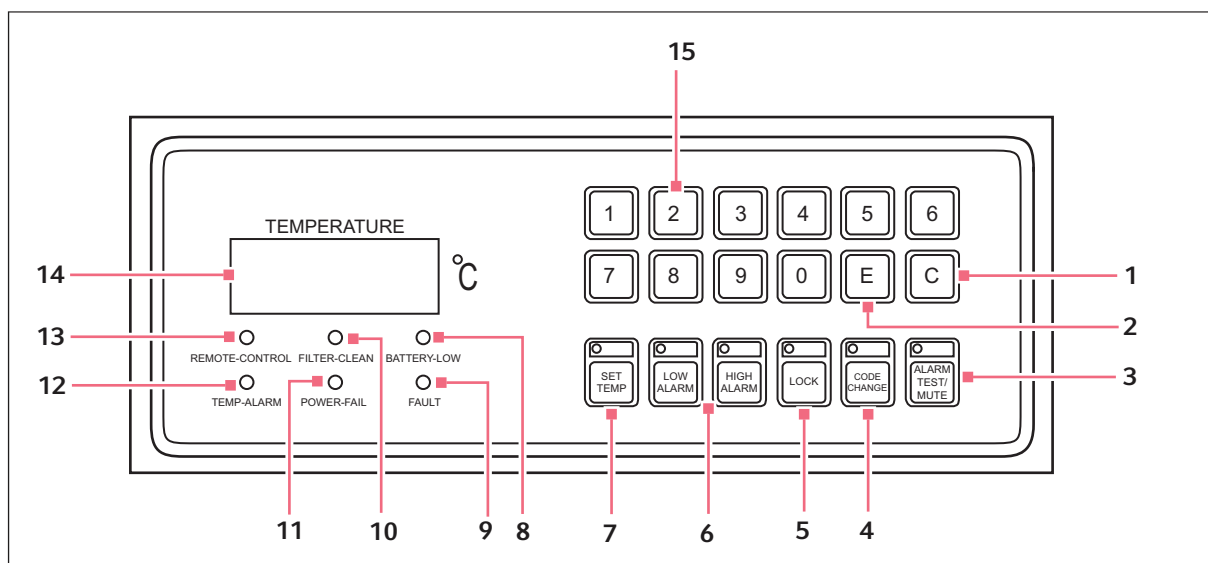 15
1 2 3 4 5 6
TEMPERATURE
14
°C
7 8 9 0 E C
1
2
13
REMOTE-CONTROL FILTER-CLEAN BATTERY-LOW
12
TEMP-ALARM POWER-FAIL FAULT
SET
TEMP
LOW
ALARM
HIGH
ALARM
LOCK
CODE
CHANGE
ALARM
TEST/
MUTE
3
11 10 9 8 7 6 5 4